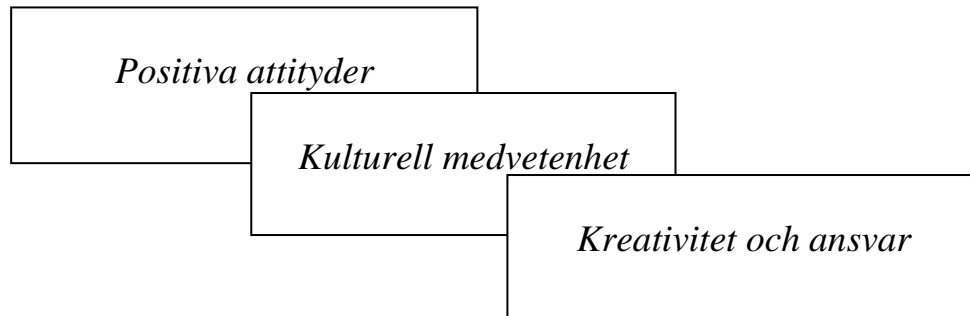 Positiva attityder
Kulturell medvetenhet
Kreativitet och ansvar